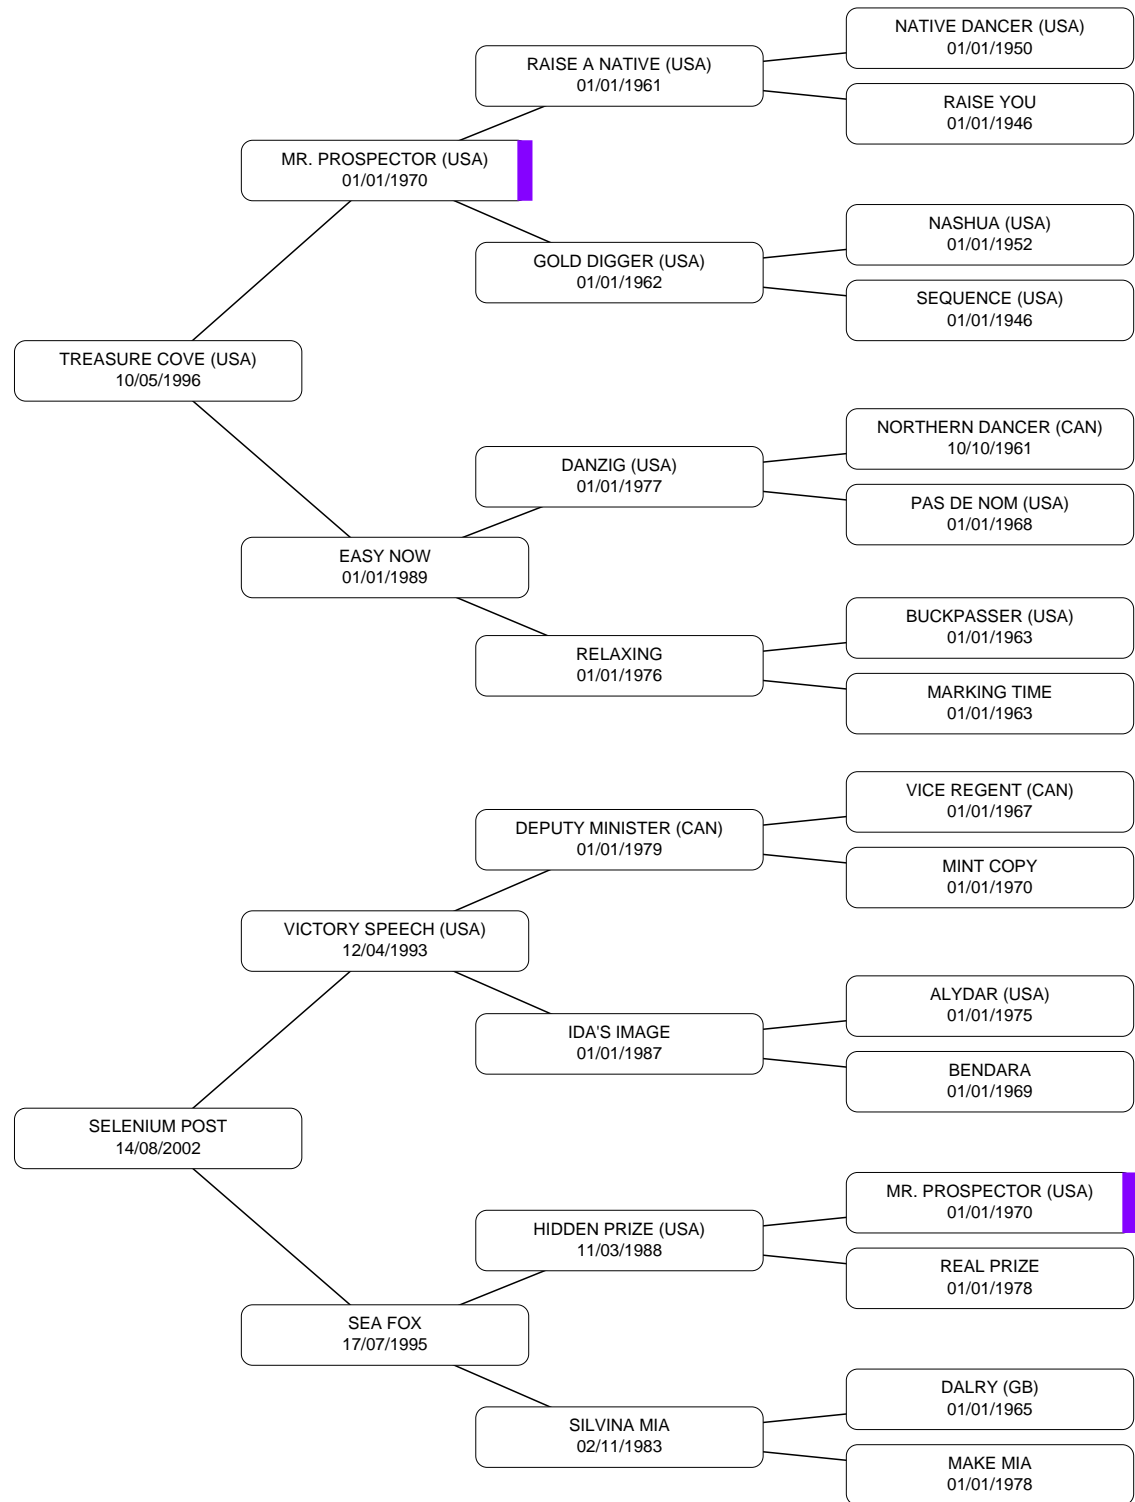 NATIVE DANCER (USA)
01/01/1950
RAISE A NATIVE (USA)
01/01/1961
RAISE YOU
01/01/1946
MR. PROSPECTOR (USA)
01/01/1970
NASHUA (USA)
01/01/1952
GOLD DIGGER (USA)
01/01/1962
SEQUENCE (USA)
01/01/1946
TREASURE COVE (USA)
10/05/1996
NORTHERN DANCER (CAN)
10/10/1961
DANZIG (USA)
01/01/1977
PAS DE NOM (USA)
01/01/1968
EASY NOW
01/01/1989
BUCKPASSER (USA)
01/01/1963
RELAXING
01/01/1976
MARKING TIME
01/01/1963
VICE REGENT (CAN)
01/01/1967
DEPUTY MINISTER (CAN)
01/01/1979
MINT COPY
01/01/1970
VICTORY SPEECH (USA)
12/04/1993
ALYDAR (USA)
01/01/1975
IDA'S IMAGE
01/01/1987
BENDARA
01/01/1969
SELENIUM POST
14/08/2002
MR. PROSPECTOR (USA)
01/01/1970
HIDDEN PRIZE (USA)
11/03/1988
REAL PRIZE
01/01/1978
SEA FOX
17/07/1995
DALRY (GB)
01/01/1965
SILVINA MIA
02/11/1983
MAKE MIA
01/01/1978